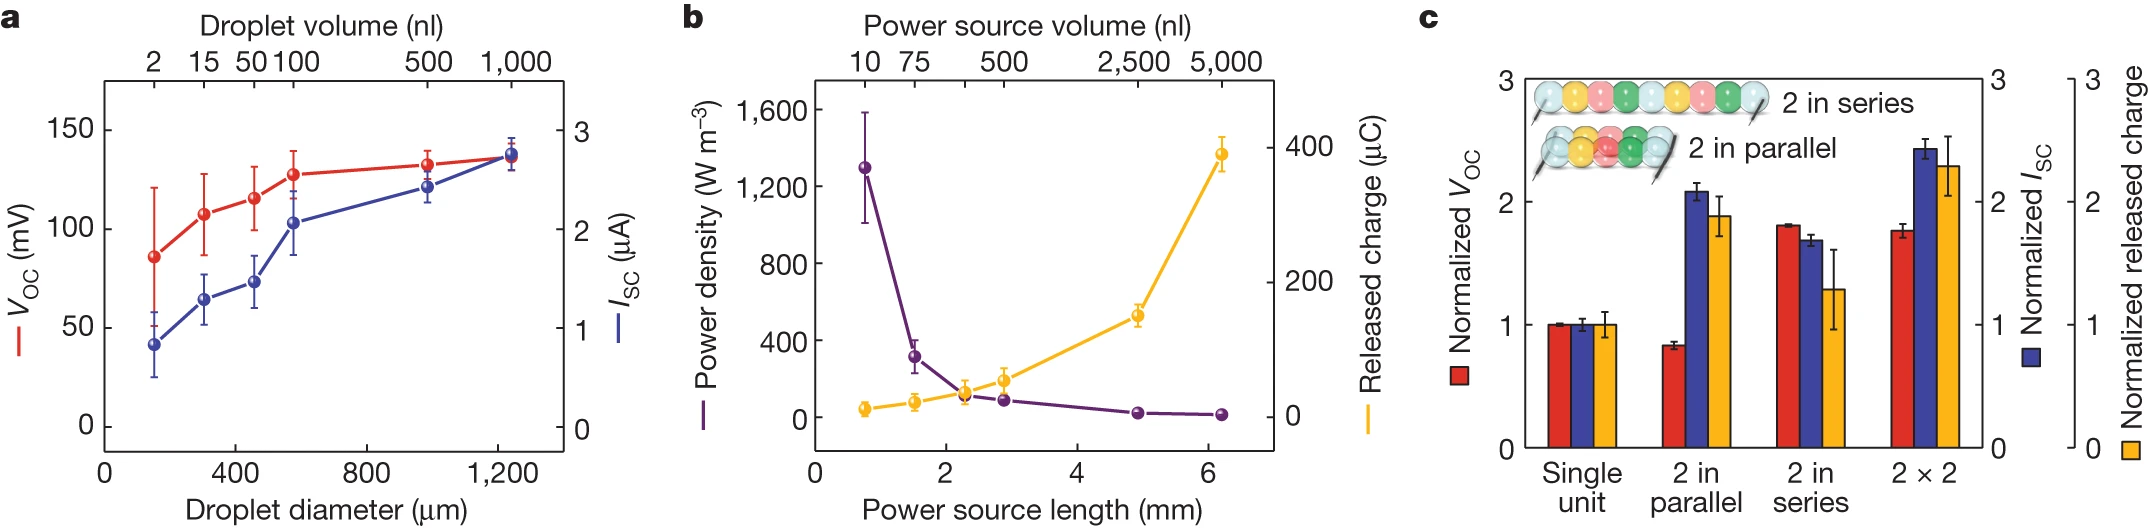 a
Droplet volume (nl)
2 15 50 100 500 1,000
150
100
50
0
V_OC (mV)
3
2
1
0
I_SC (μA)
0 400 800 1,200
Droplet diameter (μm)
b
Power source volume (nl)
10 75 500 2,500 5,000
1,600
1,200
800
400
0
Power density (W m⁻³)
400
200
0
Released charge (μC)
0 2 4 6
Power source length (mm)
c
3
2
1
0
Normalized V_OC
2 in series
2 in parallel
3
2
1
0
Normalized I_SC
3
2
1
0
Normalized released charge
Single unit
2 in parallel
2 in series
2 × 2